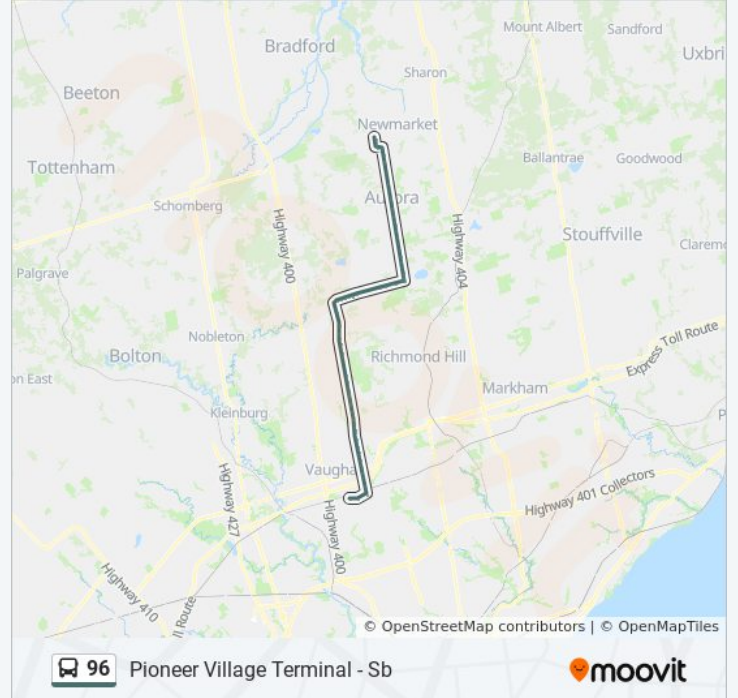 Mount Albert
Sandford
Bradford
Uxbri
Sharon
Beeton
Newmarket
Ballantrae
Goodwood
Tottenham
Aurora
Schomberg
Highway 400
Highway 404
Stouffville
Claremo
Palgrave
Nobleton
Express Toll Route
Bolton
Richmond Hill
on East
Markham
Kleinburg
P
Vaugha
Highway 427
Highway 400
Highway 401 Collectors
Highway 410
ll Route
© OpenStreetMap contributors | © OpenMapTiles
96 Pioneer Village Terminal - Sb
moovit